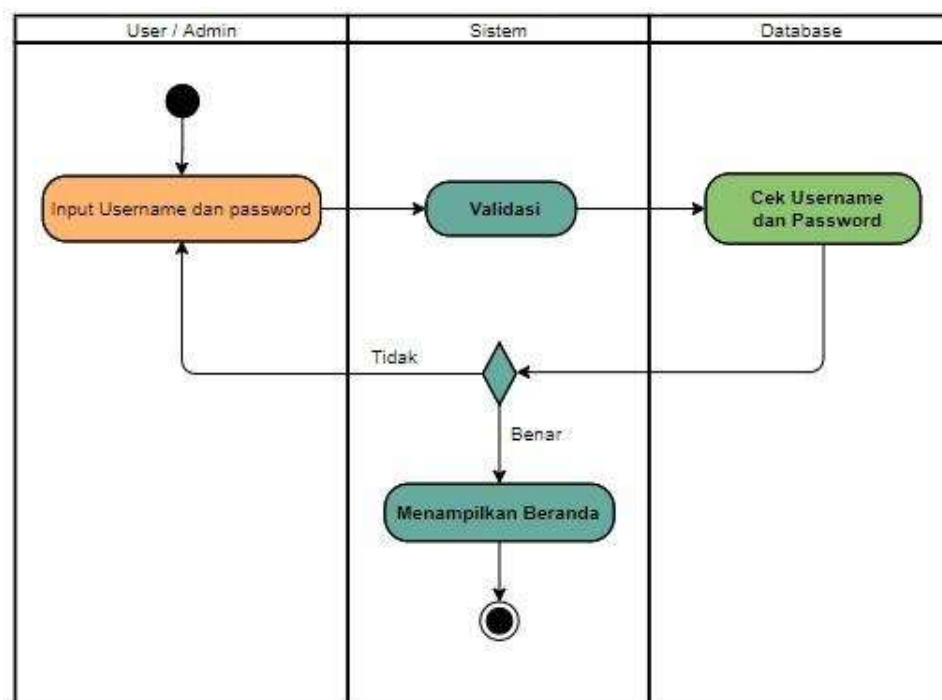 User / Admin
Sistem
Database
Input Username dan password
Validasi
Cek Username
dan Password
Tidak
Benar
Menampilkan Beranda